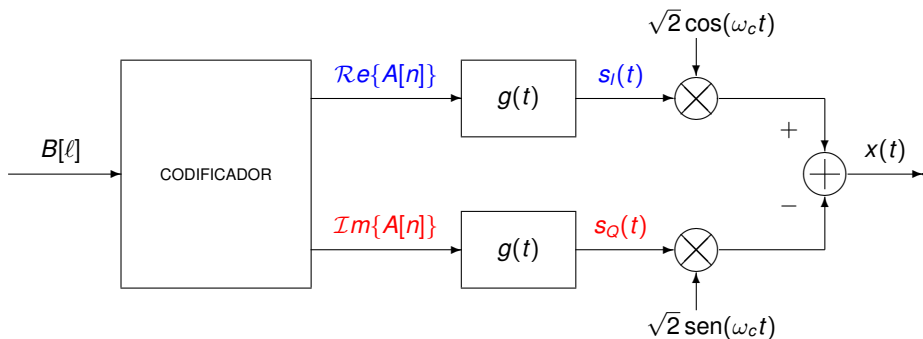 √2 cos(ω_c t)
Re{A[n]}
g(t)
s_I(t)
+
B[ℓ]
CODIFICADOR
x(t)
−
Im{A[n]}
g(t)
s_Q(t)
√2 sen(ω_c t)